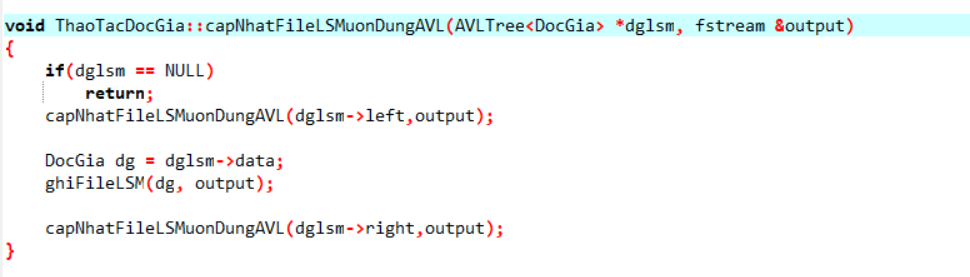 void ThaoTacDocGia::capNhatFileLSMuonDungAVL(AVLTree<DocGia> *dglsm, fstream &output)
{
    if(dglsm == NULL)
        return;
    capNhatFileLSMuonDungAVL(dglsm->left,output);

    DocGia dg = dglsm->data;
    ghiFileLSM(dg, output);

    capNhatFileLSMuonDungAVL(dglsm->right,output);
}